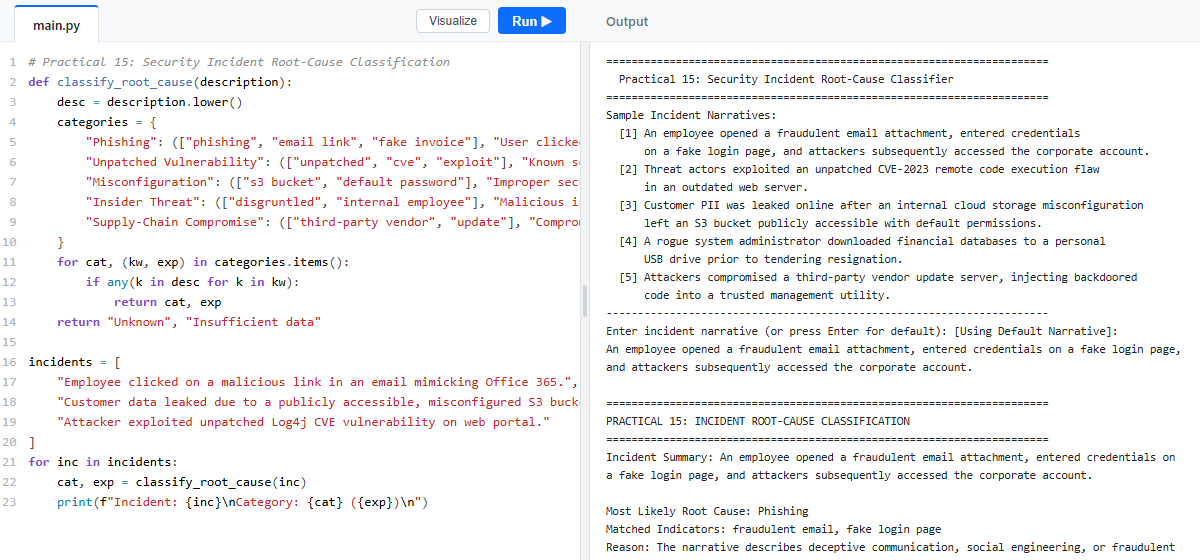 main.py
Visualize
Run ▶
Output
1 # Practical 15: Security Incident Root-Cause Classification
2 def classify_root_cause(description):
3     desc = description.lower()
4     categories = {
5         "Phishing": (["phishing", "email link", "fake invoice"], "User clicke
6         "Unpatched Vulnerability": (["unpatched", "cve", "exploit"], "Known s
7         "Misconfiguration": (["s3 bucket", "default password"], "Improper sec
8         "Insider Threat": (["disgruntled", "internal employee"], "Malicious i
9         "Supply-Chain Compromise": (["third-party vendor", "update"], "Compro
10     }
11     for cat, (kw, exp) in categories.items():
12         if any(k in desc for k in kw):
13             return cat, exp
14     return "Unknown", "Insufficient data"
15
16 incidents = [
17     "Employee clicked on a malicious link in an email mimicking Office 365.",
18     "Customer data leaked due to a publicly accessible, misconfigured S3 buck
19     "Attacker exploited unpatched Log4j CVE vulnerability on web portal."
20 ]
21 for inc in incidents:
22     cat, exp = classify_root_cause(inc)
23     print(f"Incident: {inc}\nCategory: {cat} ({exp})\n")
======================================================================
  Practical 15: Security Incident Root-Cause Classifier
======================================================================
Sample Incident Narratives:
  [1] An employee opened a fraudulent email attachment, entered credentials
      on a fake login page, and attackers subsequently accessed the corporate account.
  [2] Threat actors exploited an unpatched CVE-2023 remote code execution flaw
      in an outdated web server.
  [3] Customer PII was leaked online after an internal cloud storage misconfiguration
      left an S3 bucket publicly accessible with default permissions.
  [4] A rogue system administrator downloaded financial databases to a personal
      USB drive prior to tendering resignation.
  [5] Attackers compromised a third-party vendor update server, injecting backdoored
      code into a trusted management utility.
----------------------------------------------------------------------
Enter incident narrative (or press Enter for default): [Using Default Narrative]:
An employee opened a fraudulent email attachment, entered credentials on a fake login page,
and attackers subsequently accessed the corporate account.

======================================================================
PRACTICAL 15: INCIDENT ROOT-CAUSE CLASSIFICATION
======================================================================
Incident Summary: An employee opened a fraudulent email attachment, entered credentials on
a fake login page, and attackers subsequently accessed the corporate account.

Most Likely Root Cause: Phishing
Matched Indicators: fraudulent email, fake login page
Reason: The narrative describes deceptive communication, social engineering, or fraudulent